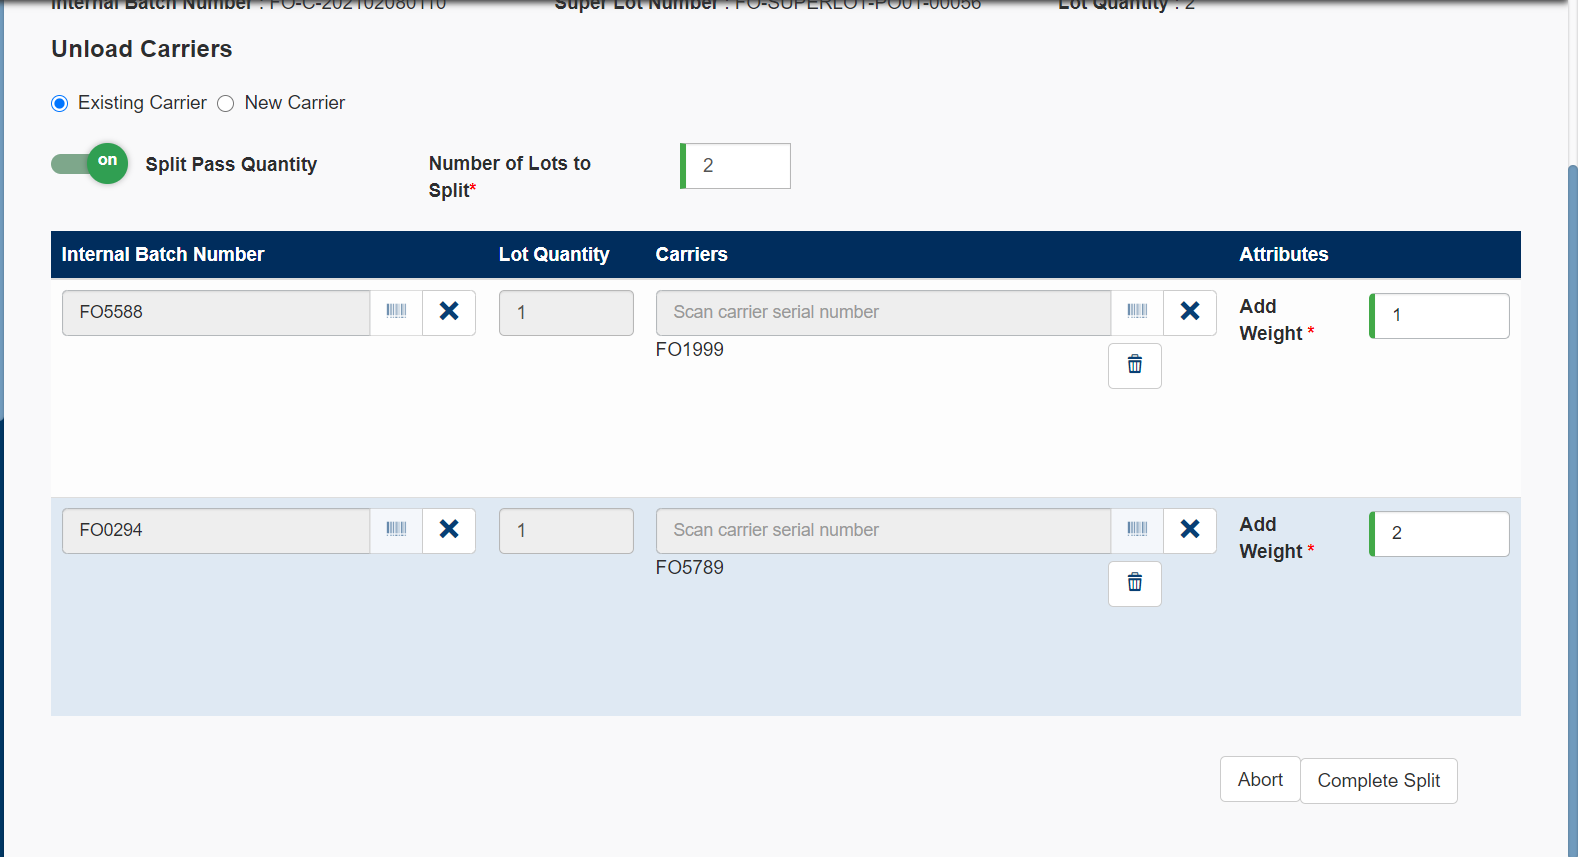 Internal Batch Number : FO-C-202102080110 Super Lot Number : FO-SUPERLOT-PO01-00056 Lot Quantity : 2
Unload Carriers
Existing Carrier New Carrier
on Split Pass Quantity Number of Lots to Split* 2
Internal Batch Number Lot Quantity Carriers Attributes
FO5588 1 Scan carrier serial number Add Weight * 1
FO1999
FO0294 1 Scan carrier serial number Add Weight * 2
FO5789
Abort Complete Split